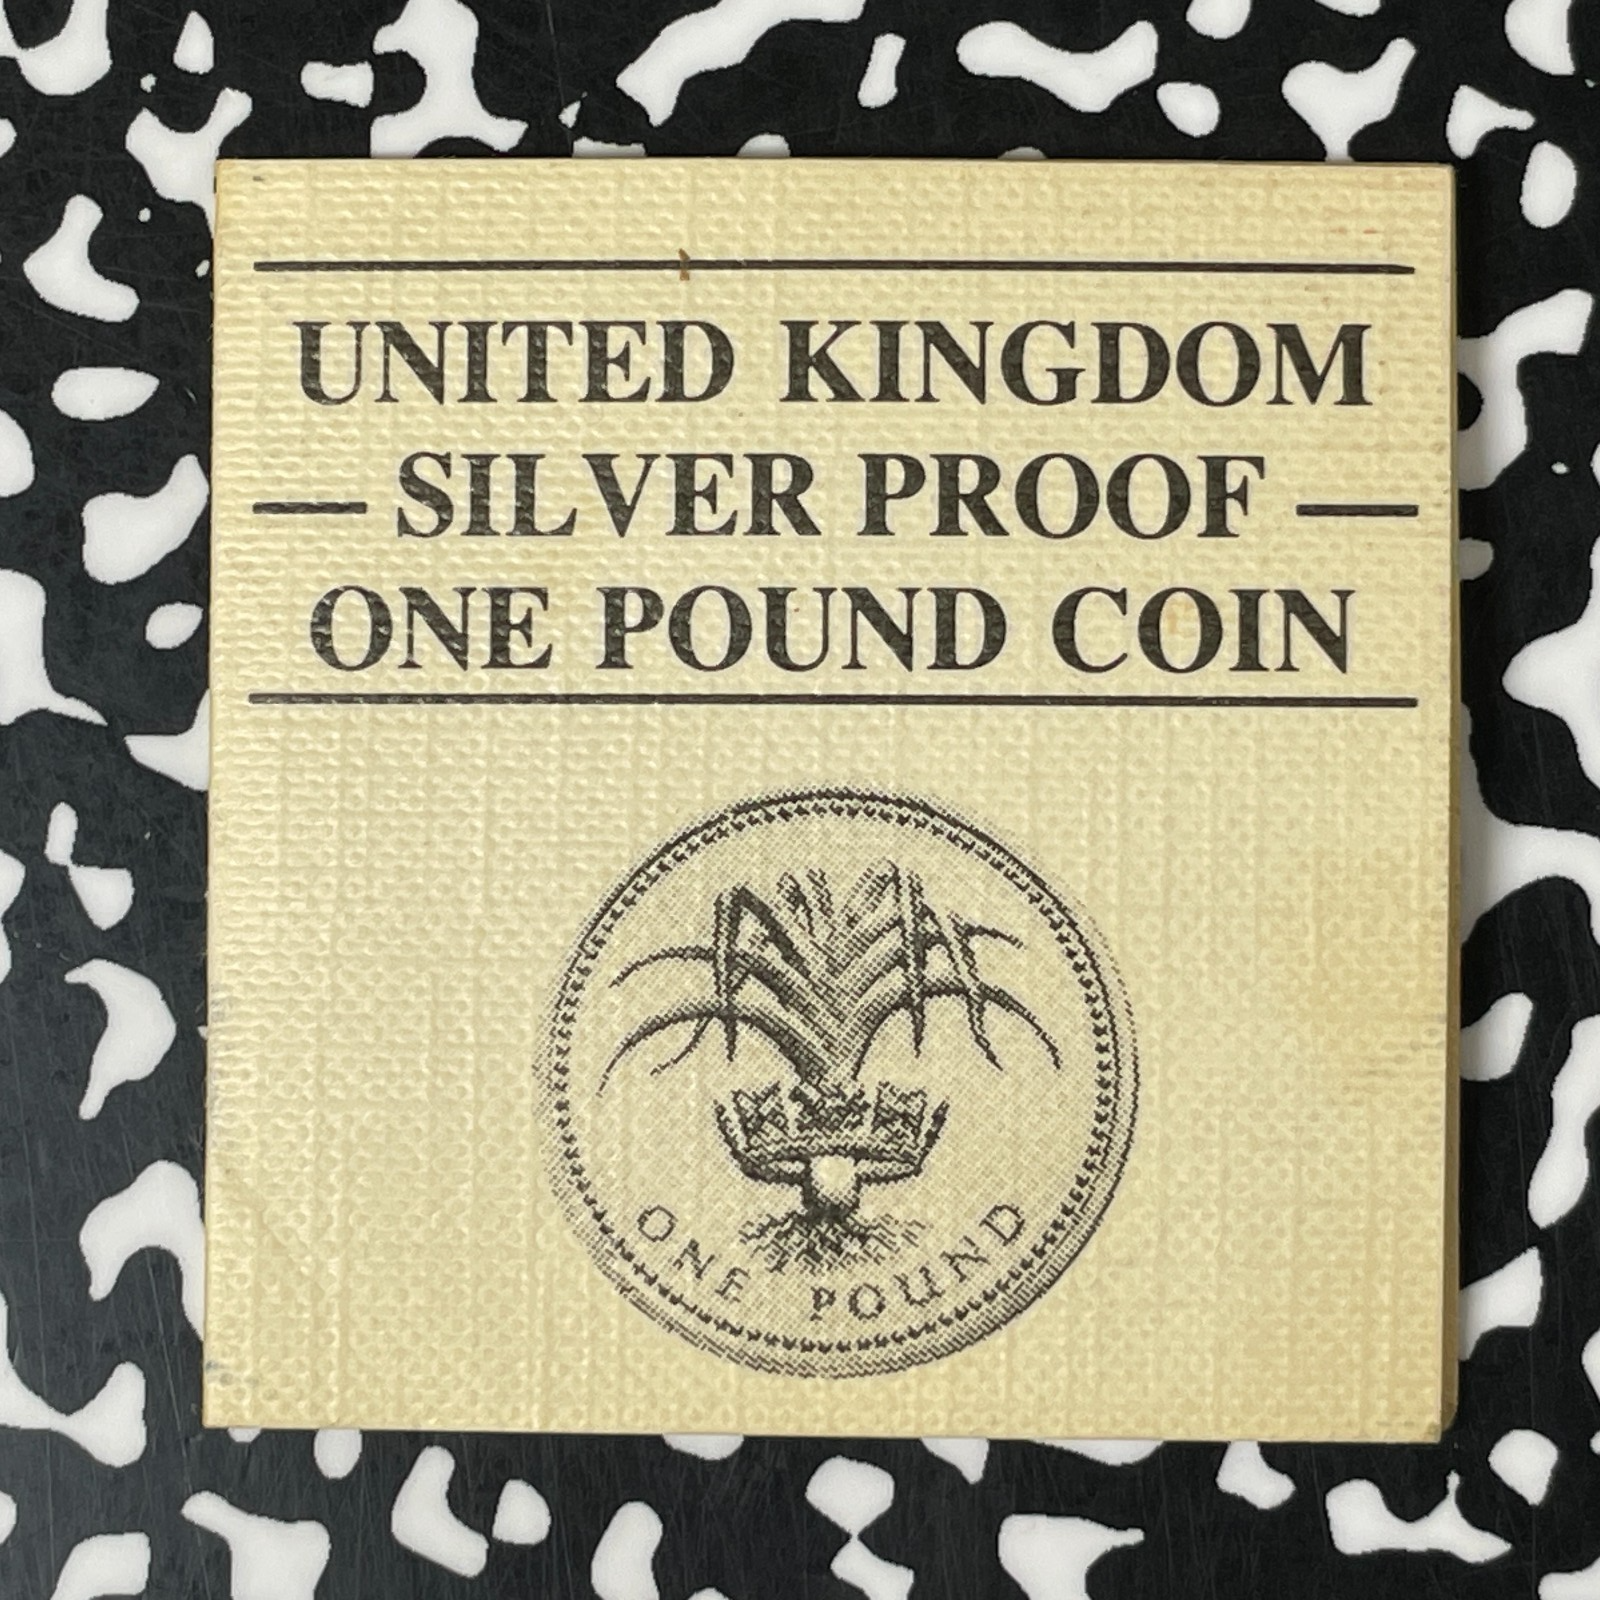 UNITED KINGDOM
— SILVER PROOF —
ONE POUND COIN
ONE POUND